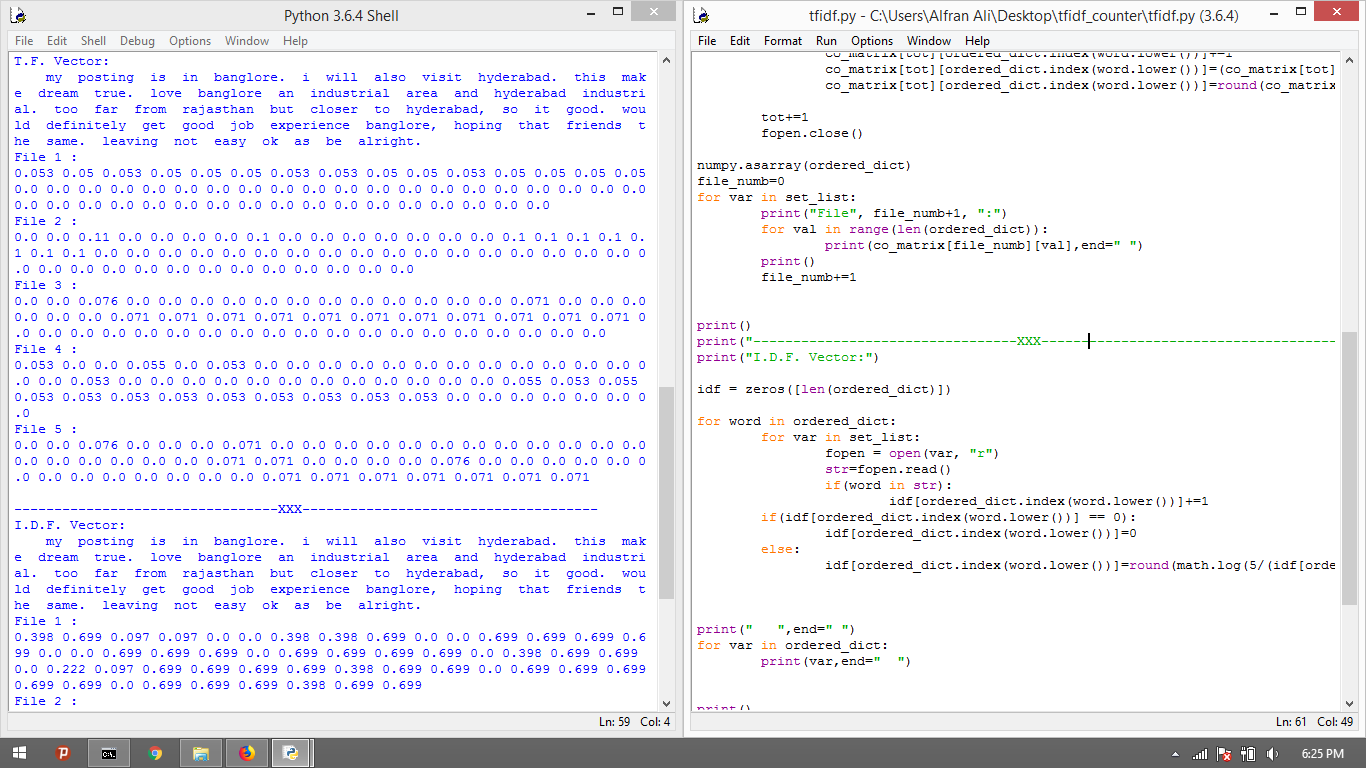 Python 3.6.4 Shell
File Edit Shell Debug Options Window Help
T.F. Vector:
my posting is in banglore. i will also visit hyderabad. this mak
e dream true. love banglore an industrial area and hyderabad industri
al. too far from rajasthan but closer to hyderabad, so it good. wou
ld definitely get good job experience banglore, hoping that friends t
he same. leaving not easy ok as be alright.
File 1 :
0.053 0.05 0.053 0.05 0.05 0.05 0.053 0.053 0.05 0.05 0.053 0.05 0.05 0.05 0.05
0.0 0.0 0.0 0.0 0.0 0.0 0.0 0.0 0.0 0.0 0.0 0.0 0.0 0.0 0.0 0.0 0.0 0.0
0.0 0.0 0.0 0.0 0.0 0.0 0.0 0.0 0.0 0.0 0.0 0.0 0.0 0.0 0.0
File 2 :
0.0 0.0 0.11 0.0 0.0 0.0 0.0 0.1 0.0 0.0 0.0 0.0 0.0 0.0 0.1 0.1 0.1 0.1 0.
1 0.1 0.1 0.0 0.0 0.0 0.0 0.0 0.0 0.0 0.0 0.0 0.0 0.0 0.0 0.0 0.0 0.0 0
.0 0.0 0.0 0.0 0.0 0.0 0.0 0.0 0.0 0.0 0.0 0.0
File 3 :
0.0 0.0 0.076 0.0 0.0 0.0 0.0 0.0 0.0 0.0 0.0 0.0 0.0 0.0 0.071 0.0 0.0 0.0
0.0 0.0 0.0 0.071 0.071 0.071 0.071 0.071 0.071 0.071 0.071 0.071 0.071 0.071 0
.0 0.0 0.0 0.0 0.0 0.0 0.0 0.0 0.0 0.0 0.0 0.0 0.0 0.0 0.0 0.0 0.0
File 4 :
0.053 0.0 0.0 0.055 0.0 0.053 0.0 0.0 0.0 0.0 0.0 0.0 0.0 0.0 0.0 0.0 0.0 0
.0 0.0 0.053 0.0 0.0 0.0 0.0 0.0 0.0 0.0 0.0 0.0 0.0 0.0 0.055 0.053 0.055
0.053 0.053 0.053 0.053 0.053 0.053 0.053 0.053 0.053 0.0 0.0 0.0 0.0 0.0 0
.0
File 5 :
0.0 0.0 0.076 0.0 0.0 0.0 0.071 0.0 0.0 0.0 0.0 0.0 0.0 0.0 0.0 0.0 0.0 0.0
0.0 0.0 0.0 0.0 0.0 0.0 0.071 0.071 0.0 0.0 0.0 0.0 0.076 0.0 0.0 0.0 0.0 0
.0 0.0 0.0 0.0 0.0 0.0 0.0 0.071 0.071 0.071 0.071 0.071 0.071 0.071
---------------------------------XXX-------------------------------------
I.D.F. Vector:
my posting is in banglore. i will also visit hyderabad. this mak
e dream true. love banglore an industrial area and hyderabad industri
al. too far from rajasthan but closer to hyderabad, so it good. wou
ld definitely get good job experience banglore, hoping that friends t
he same. leaving not easy ok as be alright.
File 1 :
0.398 0.699 0.097 0.097 0.0 0.0 0.398 0.398 0.699 0.0 0.0 0.699 0.699 0.699 0.6
99 0.0 0.0 0.699 0.699 0.699 0.0 0.699 0.699 0.699 0.699 0.0 0.398 0.699 0.699
0.0 0.222 0.097 0.699 0.699 0.699 0.699 0.398 0.699 0.699 0.0 0.699 0.699 0.699
0.699 0.699 0.0 0.699 0.699 0.699 0.398 0.699 0.699
File 2 :
Ln: 59 Col: 4
tfidf.py - C:\Users\Alfran Ali\Desktop\tfidf_counter\tfidf.py (3.6.4)
File Edit Format Run Options Window Help
co_matrix[tot][ordered_dict.index(word.lower())]+=1
co_matrix[tot][ordered_dict.index(word.lower())]=(co_matrix[tot]
co_matrix[tot][ordered_dict.index(word.lower())]=round(co_matrix
tot+=1
fopen.close()
numpy.asarray(ordered_dict)
file_numb=0
for var in set_list:
print("File", file_numb+1, ":")
for val in range(len(ordered_dict)):
print(co_matrix[file_numb][val],end=" ")
print()
file_numb+=1
print()
print("---------------------------------XXX-------------------------------------
print("I.D.F. Vector:")
idf = zeros([len(ordered_dict)])
for word in ordered_dict:
for var in set_list:
fopen = open(var, "r")
str=fopen.read()
if(word in str):
idf[ordered_dict.index(word.lower())]+=1
if(idf[ordered_dict.index(word.lower())] == 0):
idf[ordered_dict.index(word.lower())]=0
else:
idf[ordered_dict.index(word.lower())]=round(math.log(5/(idf[orde
print("   ",end=" ")
for var in ordered_dict:
print(var,end="  ")
print()
Ln: 61 Col: 49
6:25 PM